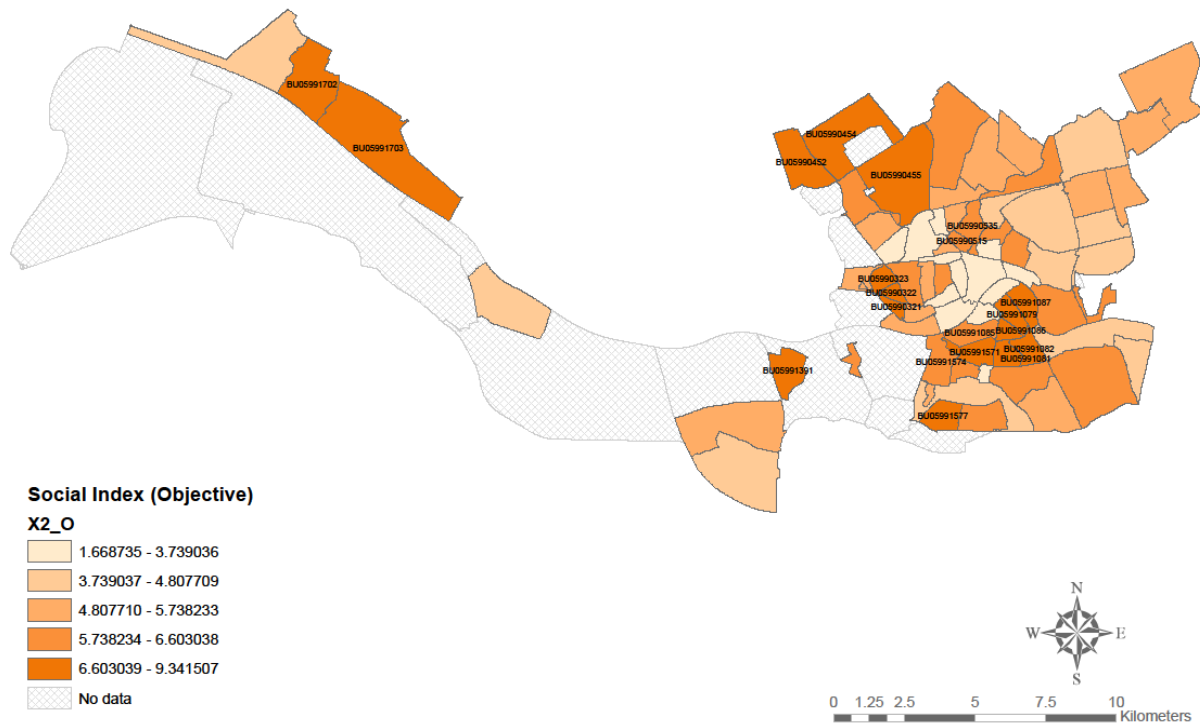 BU05991702
BU05991703
BU05990454
BU05990452
BU05990455
BU05990535
BU05990515
BU05990323
BU05990322
BU05990321
BU05991087
BU05991079
BU05991085
BU05991086
BU05991571
BU05991082
BU05991081
BU05991574
BU05991391
BU05991577
Social Index (Objective)
X2_O
1.668735 - 3.739036
3.739037 - 4.807709
4.807710 - 5.738233
5.738234 - 6.603038
6.603039 - 9.341507
No data
N
W E
S
0 1.25 2.5 5 7.5 10
Kilometers